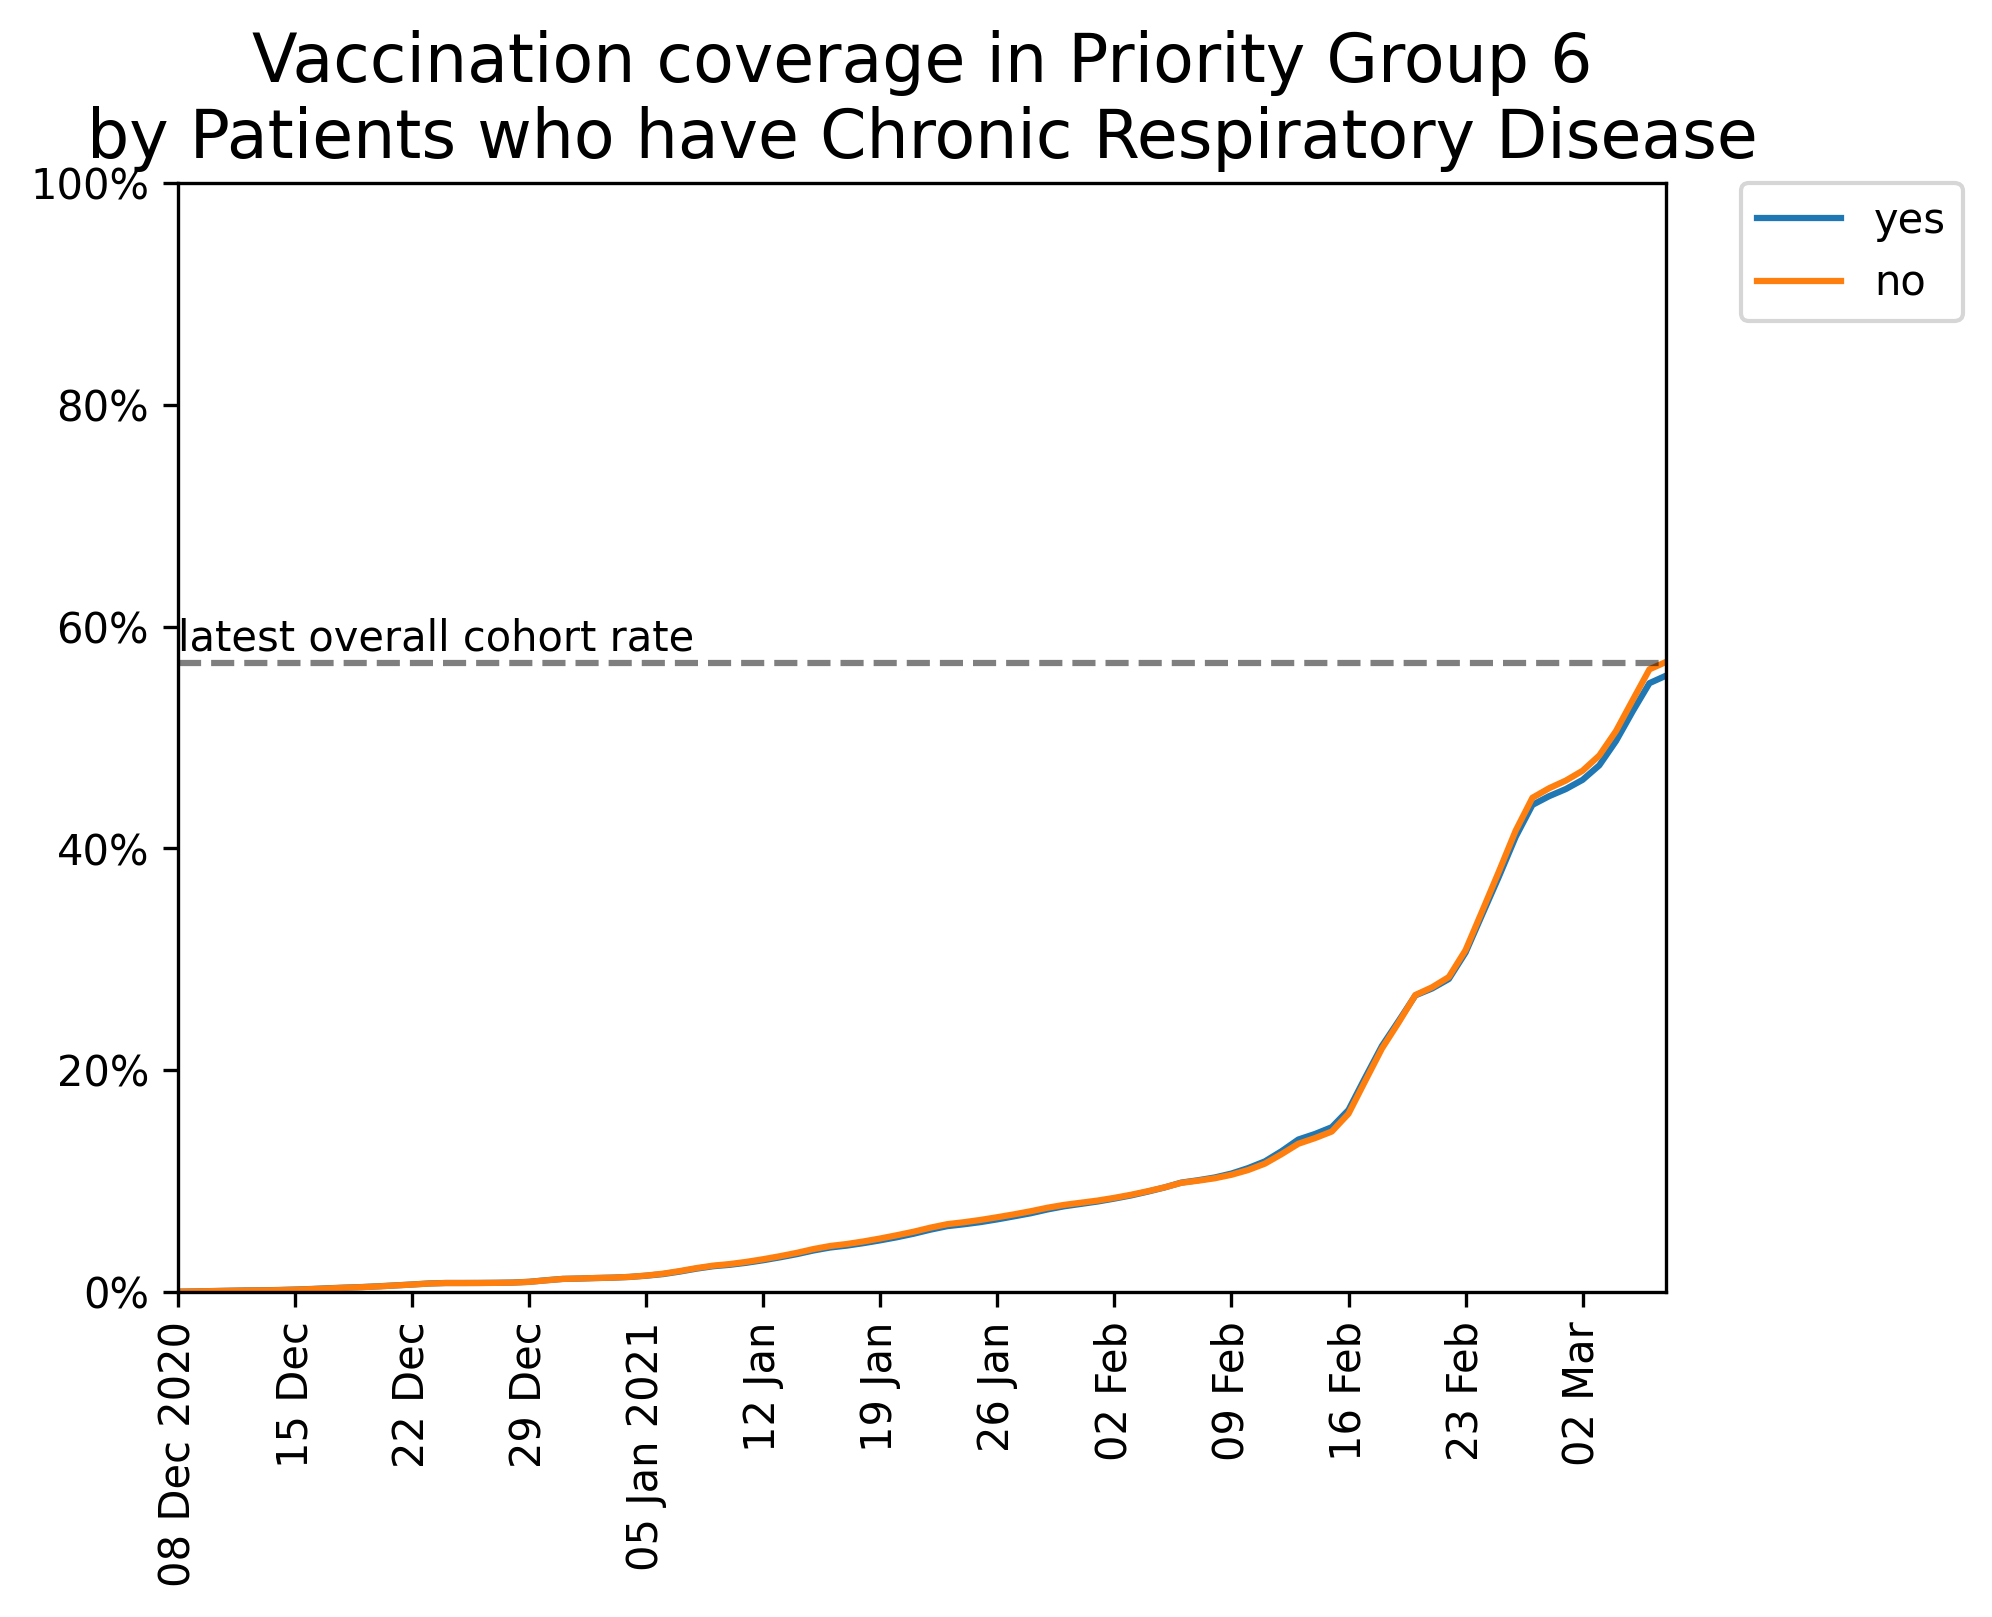 Vaccination coverage in Priority Group 6
by Patients who have Chronic Respiratory Disease
100%
80%
60%
40%
20%
0%
latest overall cohort rate
yes
no
08 Dec 2020
15 Dec
22 Dec
29 Dec
05 Jan 2021
12 Jan
19 Jan
26 Jan
02 Feb
09 Feb
16 Feb
23 Feb
02 Mar